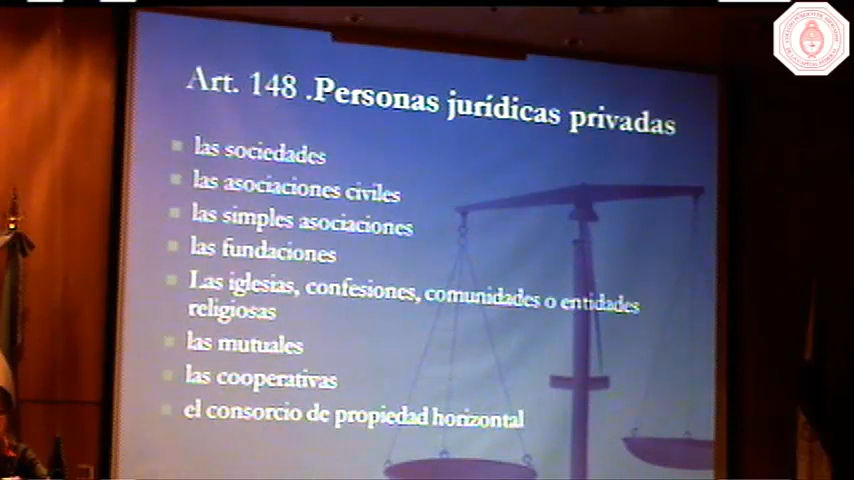 Art. 148 .Personas jurídicas privadas
las sociedades
las asociaciones civiles
las simples asociaciones
las fundaciones
Las iglesias, confesiones, comunidades o entidades
religiosas
las mutuales
las cooperativas
el consorcio de propiedad horizontal